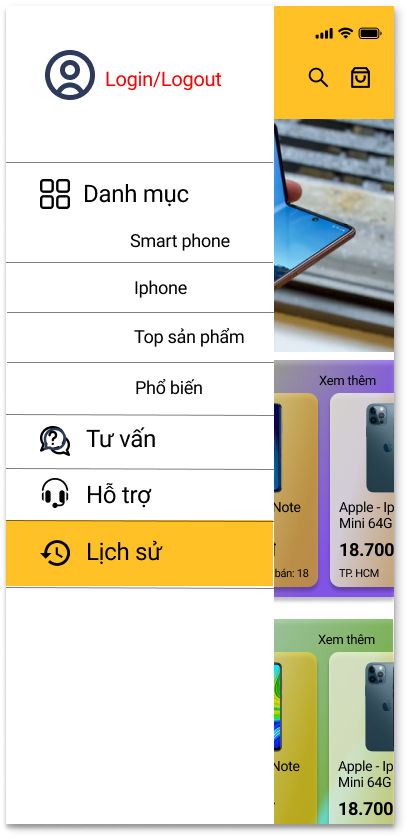 Login/Logout
Danh mục
Smart phone
Iphone
Top sản phẩm
Phổ biến
Tư vấn
Hỗ trợ
Lịch sử
Xem thêm
Note
Apple - Ip
Mini 64G
18.700
bán: 18
TP. HCM
Xem thêm
Note
Apple - Ip
Mini 64G
18.700